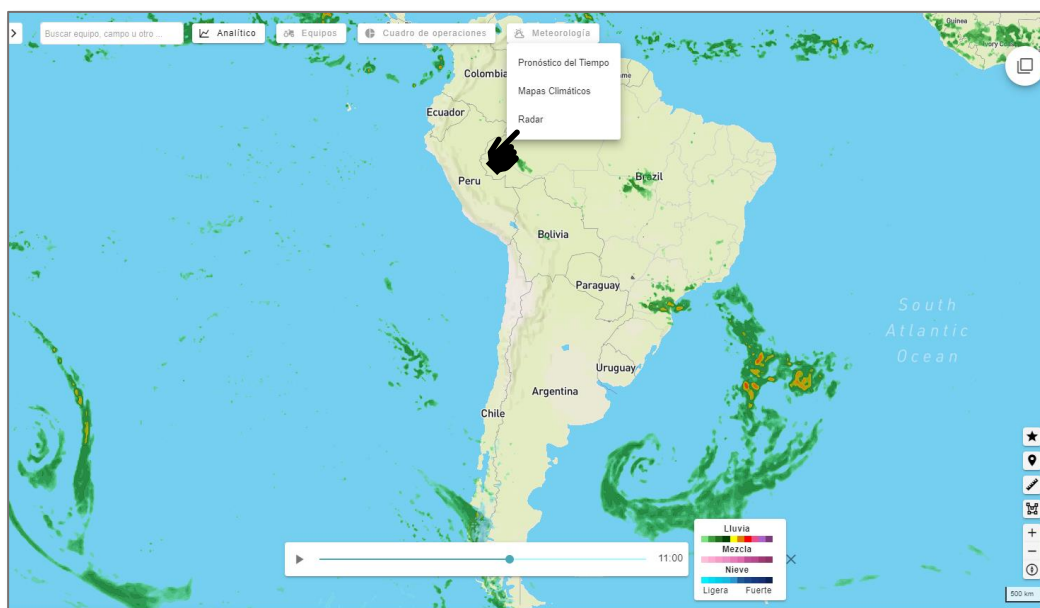 Buscar equipo, campo u otro ...
Analítico
Equipos
Cuadro de operaciones
Meteorología
Pronóstico del Tiempo
Mapas Climáticos
Radar
Guinea
Ivory
Colombia
Ecuador
Peru
Brazil
Bolivia
Paraguay
South
Atlantic
Ocean
Uruguay
Argentina
Chile
11:00
Lluvia
Mezcla
Nieve
Ligera Fuerte
500 km